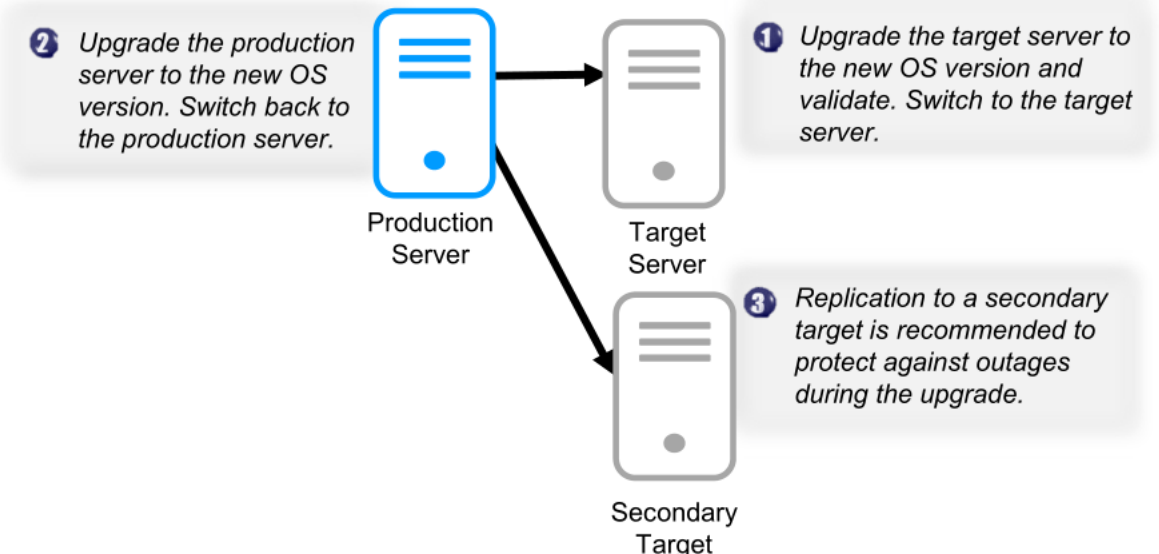 2 Upgrade the production
server to the new OS
version. Switch back to
the production server.
Production
Server
1 Upgrade the target server to
the new OS version and
validate. Switch to the target
server.
Target
Server
3 Replication to a secondary
target is recommended to
protect against outages
during the upgrade.
Secondary
Target